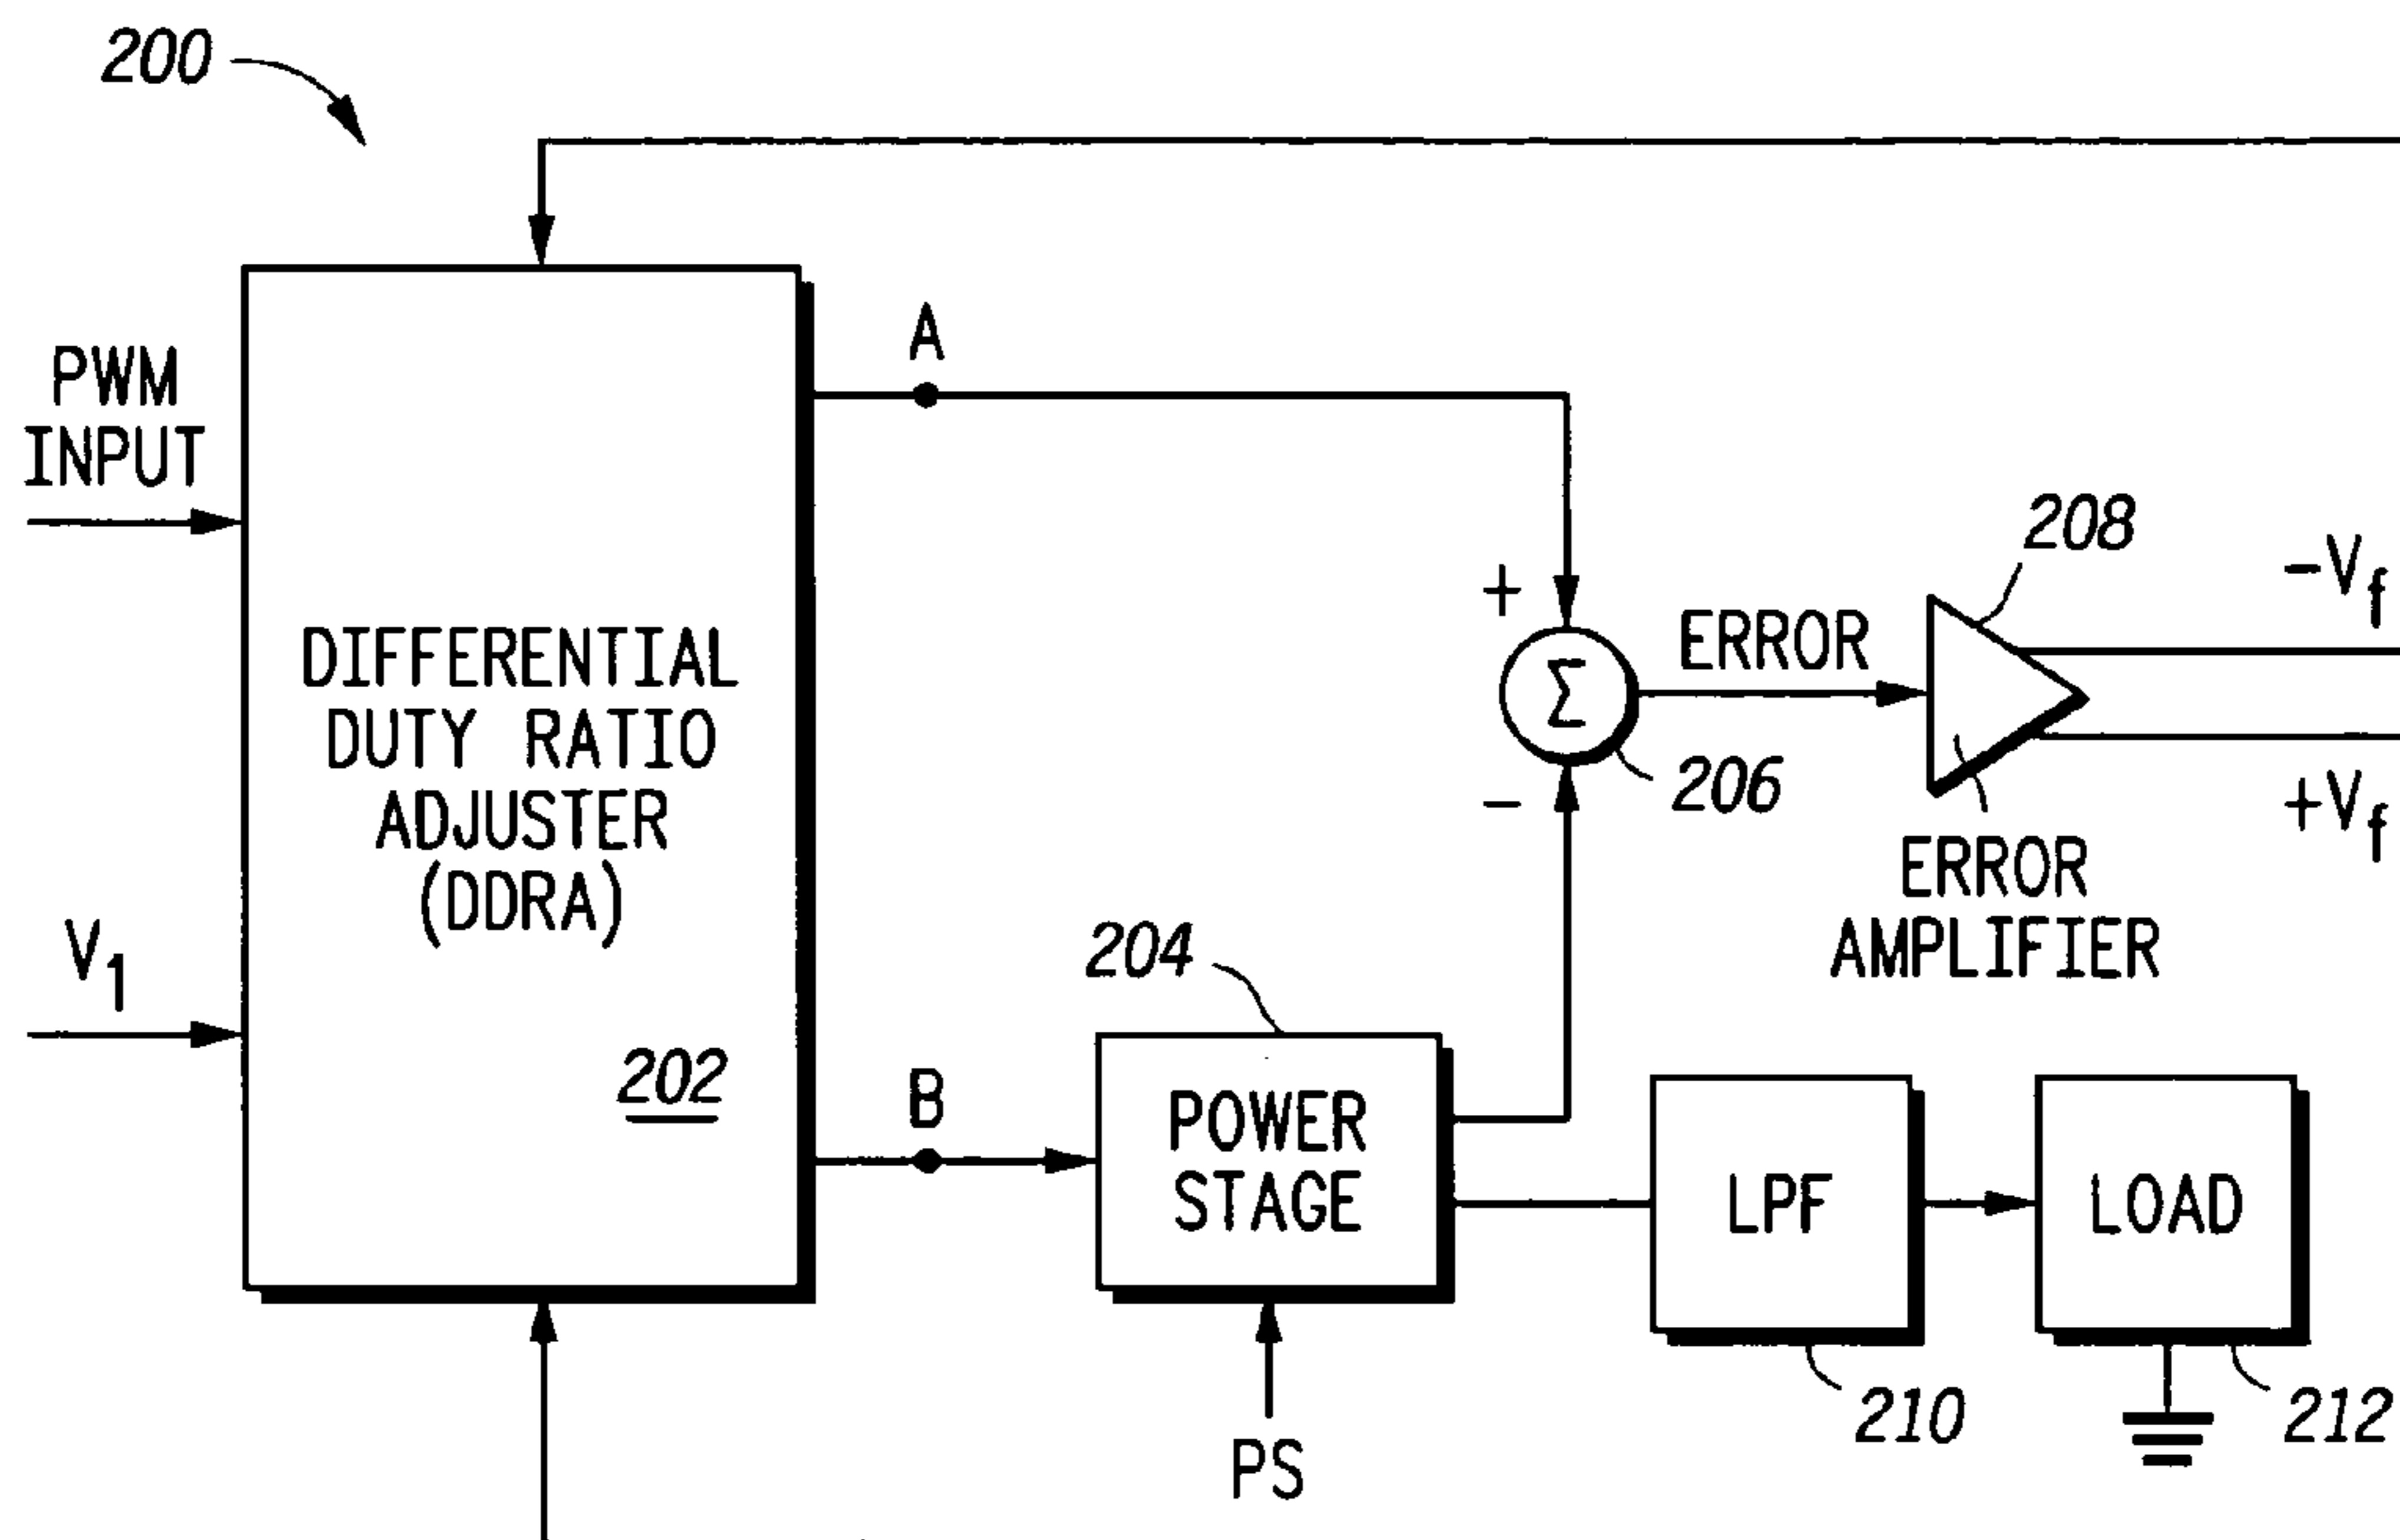 200
PWM
INPUT
V1
DIFFERENTIAL
DUTY RATIO
ADJUSTER
(DDRA)
202
A
B
204
POWER
STAGE
PS
+
Σ
-
206
ERROR
208
ERROR
AMPLIFIER
-Vf
+Vf
LPF
210
LOAD
212